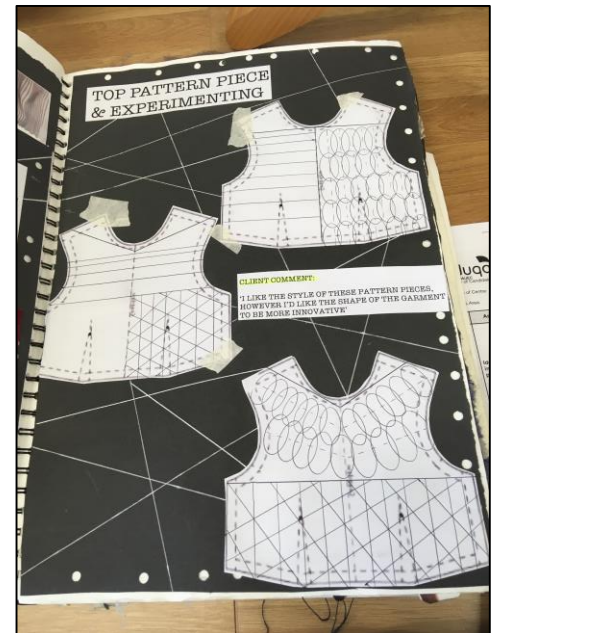 TOP PATTERN PIECE
& EXPERIMENTING
CLIENT COMMENT:
'I LIKE THE STYLE OF THESE PATTERN PIECES,
HOWEVER I'D LIKE THE SHAPE OF THE GARMENT
TO BE MORE INNOVATIVE'